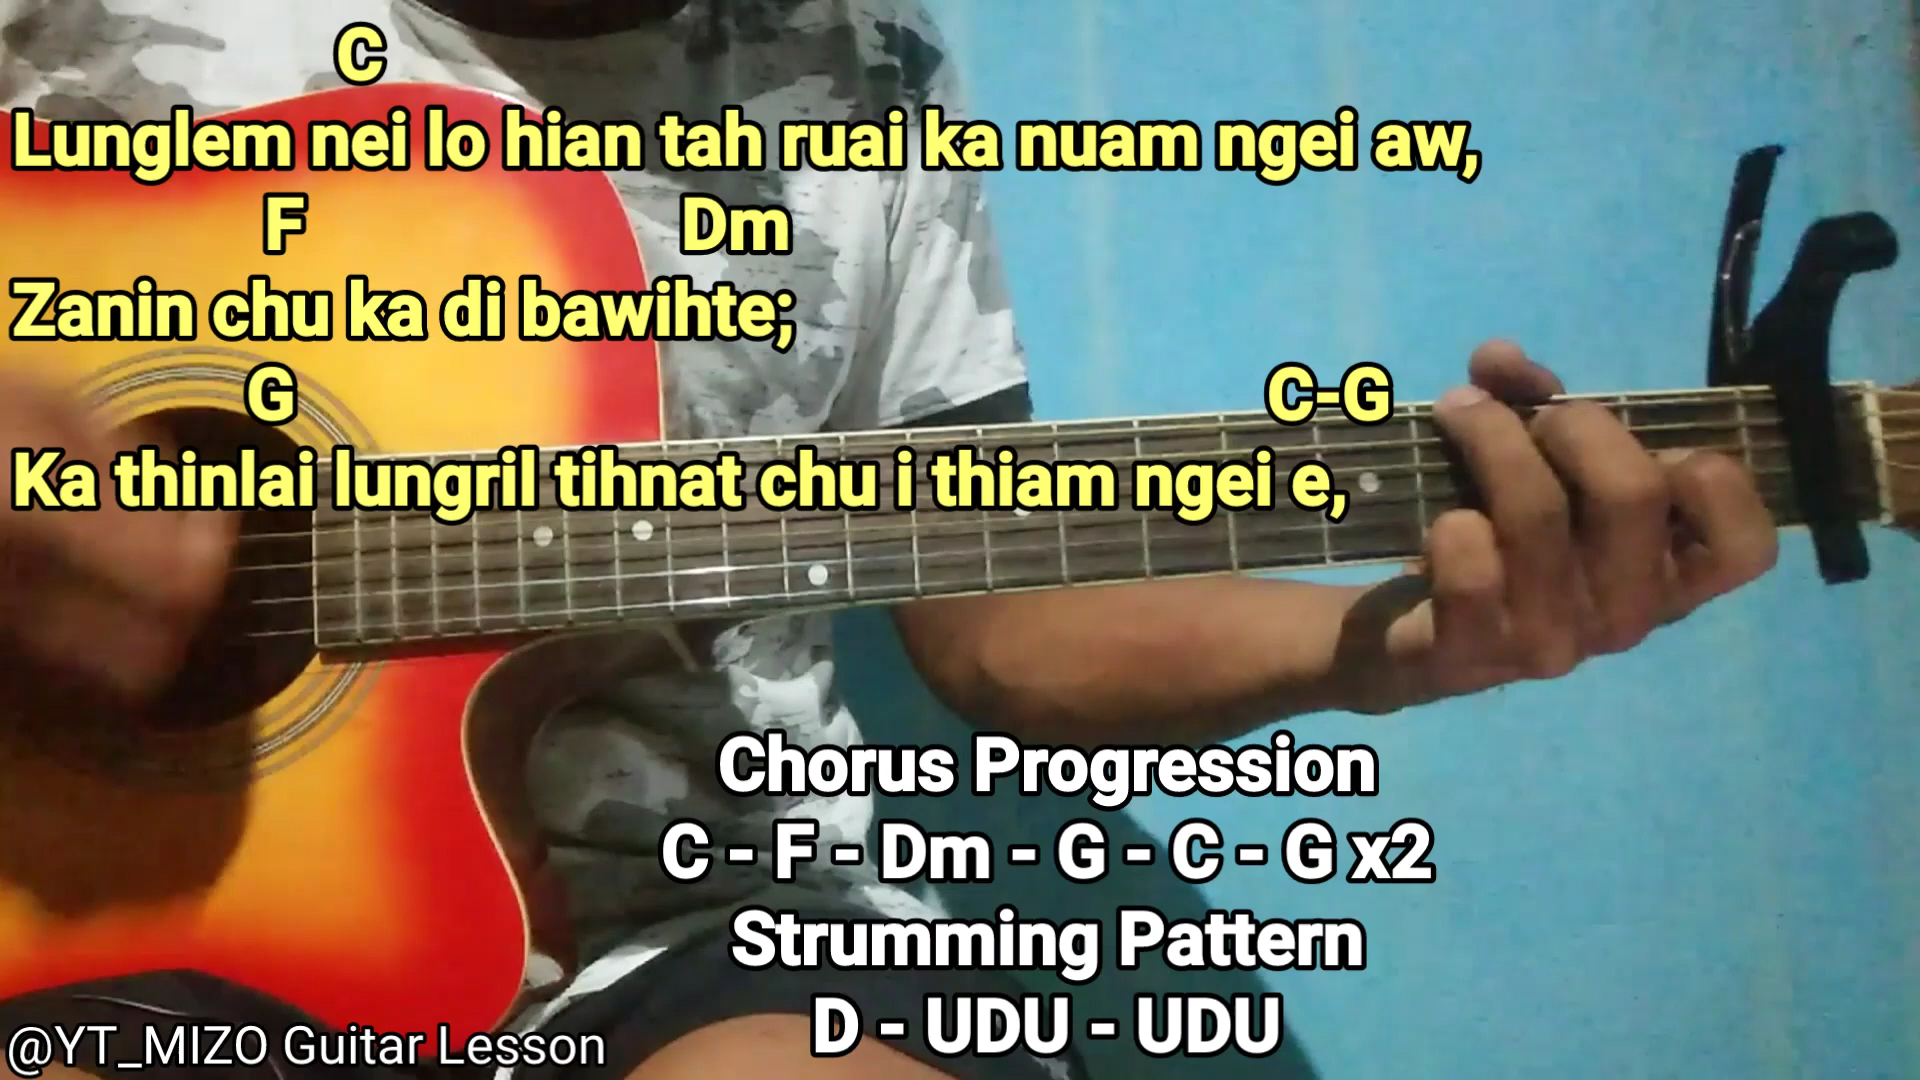 C
Lunglem nei lo hian tah ruai ka nuam ngei aw,
F Dm
Zanin chu ka di bawihte;
G C-G
Ka thinlai lungril tihnat chu i thiam ngei e,
Chorus Progression
C - F - Dm - G - C - G x2
Strumming Pattern
D - UDU - UDU
@YT_MIZO Guitar Lesson